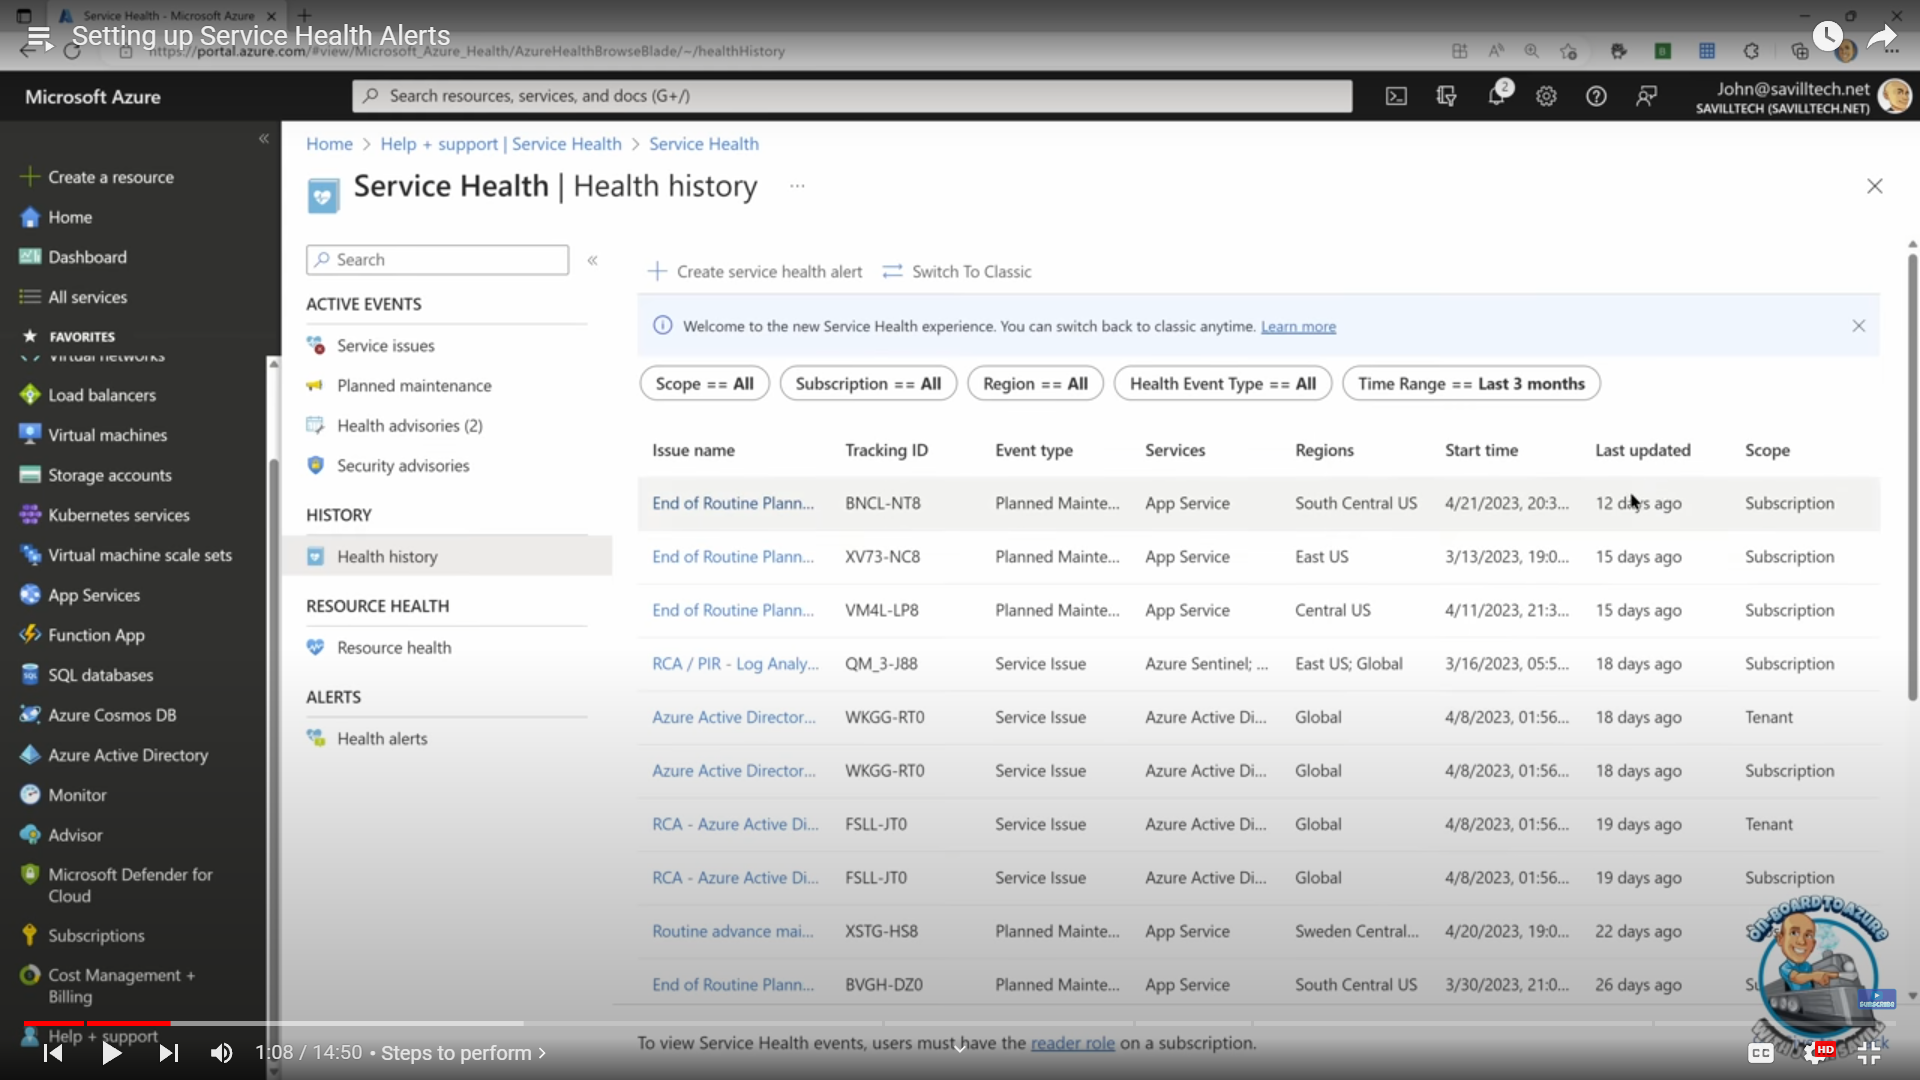 Service Health - Microsoft Azure
Setting up Service Health Alerts
https://portal.azure.com/#view/Microsoft_Azure_Health/AzureHealthBrowseBlade/~/healthHistory
Microsoft Azure
Search resources, services, and docs (G+/)
2
John@savilltech.net
SAVILLTECH (SAVILLTECH.NET)
Create a resource
Home
Dashboard
All services
FAVORITES
Virtual networks
Load balancers
Virtual machines
Storage accounts
Kubernetes services
Virtual machine scale sets
App Services
Function App
SQL databases
Azure Cosmos DB
Azure Active Directory
Monitor
Advisor
Microsoft Defender for
Cloud
Subscriptions
Cost Management +
Billing
Help + support
Home > Help + support | Service Health > Service Health
Service Health | Health history ...
Search
ACTIVE EVENTS
Service issues
Planned maintenance
Health advisories (2)
Security advisories
HISTORY
Health history
RESOURCE HEALTH
Resource health
ALERTS
Health alerts
Create service health alert Switch To Classic
Welcome to the new Service Health experience. You can switch back to classic anytime. Learn more
Scope == All Subscription == All Region == All Health Event Type == All Time Range == Last 3 months
Issue name Tracking ID Event type Services Regions Start time Last updated Scope
End of Routine Plann... BNCL-NT8 Planned Mainte... App Service South Central US 4/21/2023, 20:3... 12 days ago Subscription
End of Routine Plann... XV73-NC8 Planned Mainte... App Service East US 3/13/2023, 19:0... 15 days ago Subscription
End of Routine Plann... VM4L-LP8 Planned Mainte... App Service Central US 4/11/2023, 21:3... 15 days ago Subscription
RCA / PIR - Log Analy... QM_3-J88 Service Issue Azure Sentinel; ... East US; Global 3/16/2023, 05:5... 18 days ago Subscription
Azure Active Director... WKGG-RT0 Service Issue Azure Active Di... Global 4/8/2023, 01:56... 18 days ago Tenant
Azure Active Director... WKGG-RT0 Service Issue Azure Active Di... Global 4/8/2023, 01:56... 18 days ago Subscription
RCA - Azure Active Di... FSLL-JT0 Service Issue Azure Active Di... Global 4/8/2023, 01:56... 19 days ago Tenant
RCA - Azure Active Di... FSLL-JT0 Service Issue Azure Active Di... Global 4/8/2023, 01:56... 19 days ago Subscription
Routine advance mai... XSTG-HS8 Planned Mainte... App Service Sweden Central... 4/20/2023, 19:0... 22 days ago
End of Routine Plann... BVGH-DZ0 Planned Mainte... App Service South Central US 3/30/2023, 21:0... 26 days ago
To view Service Health events, users must have the reader role on a subscription.
ON-BOARD TO AZURE
SUBSCRIBE
1:08 / 14:50 • Steps to perform >
CC
HD